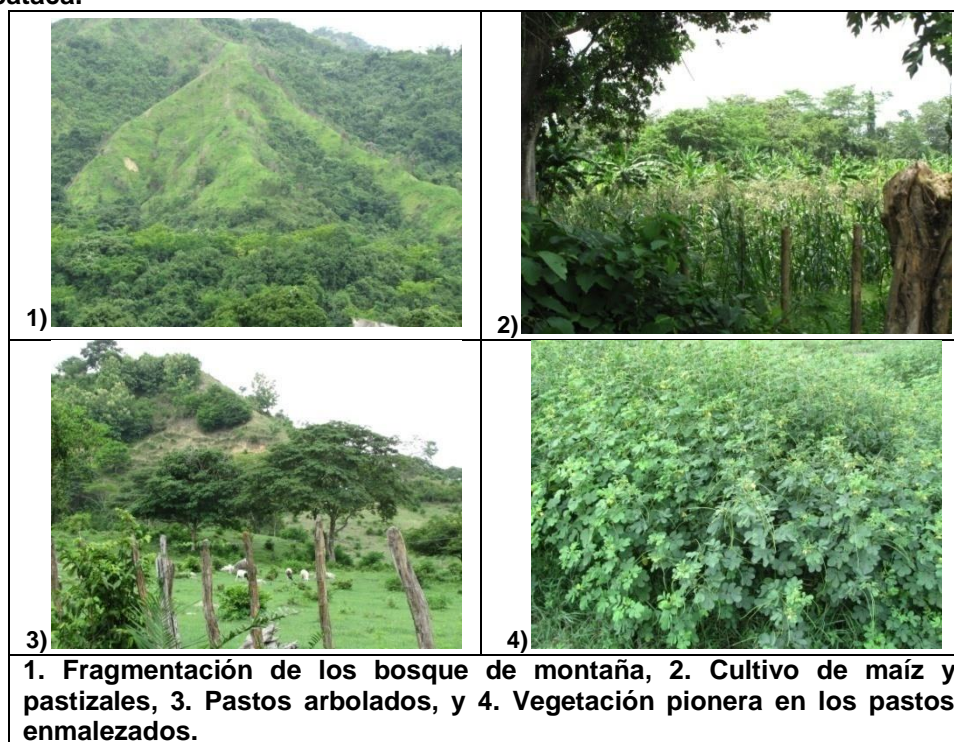 1)
2)
3)
4)
1. Fragmentación de los bosque de montaña, 2. Cultivo de maíz y
pastizales, 3. Pastos arbolados, y 4. Vegetación pionera en los pastos
enmalezados.